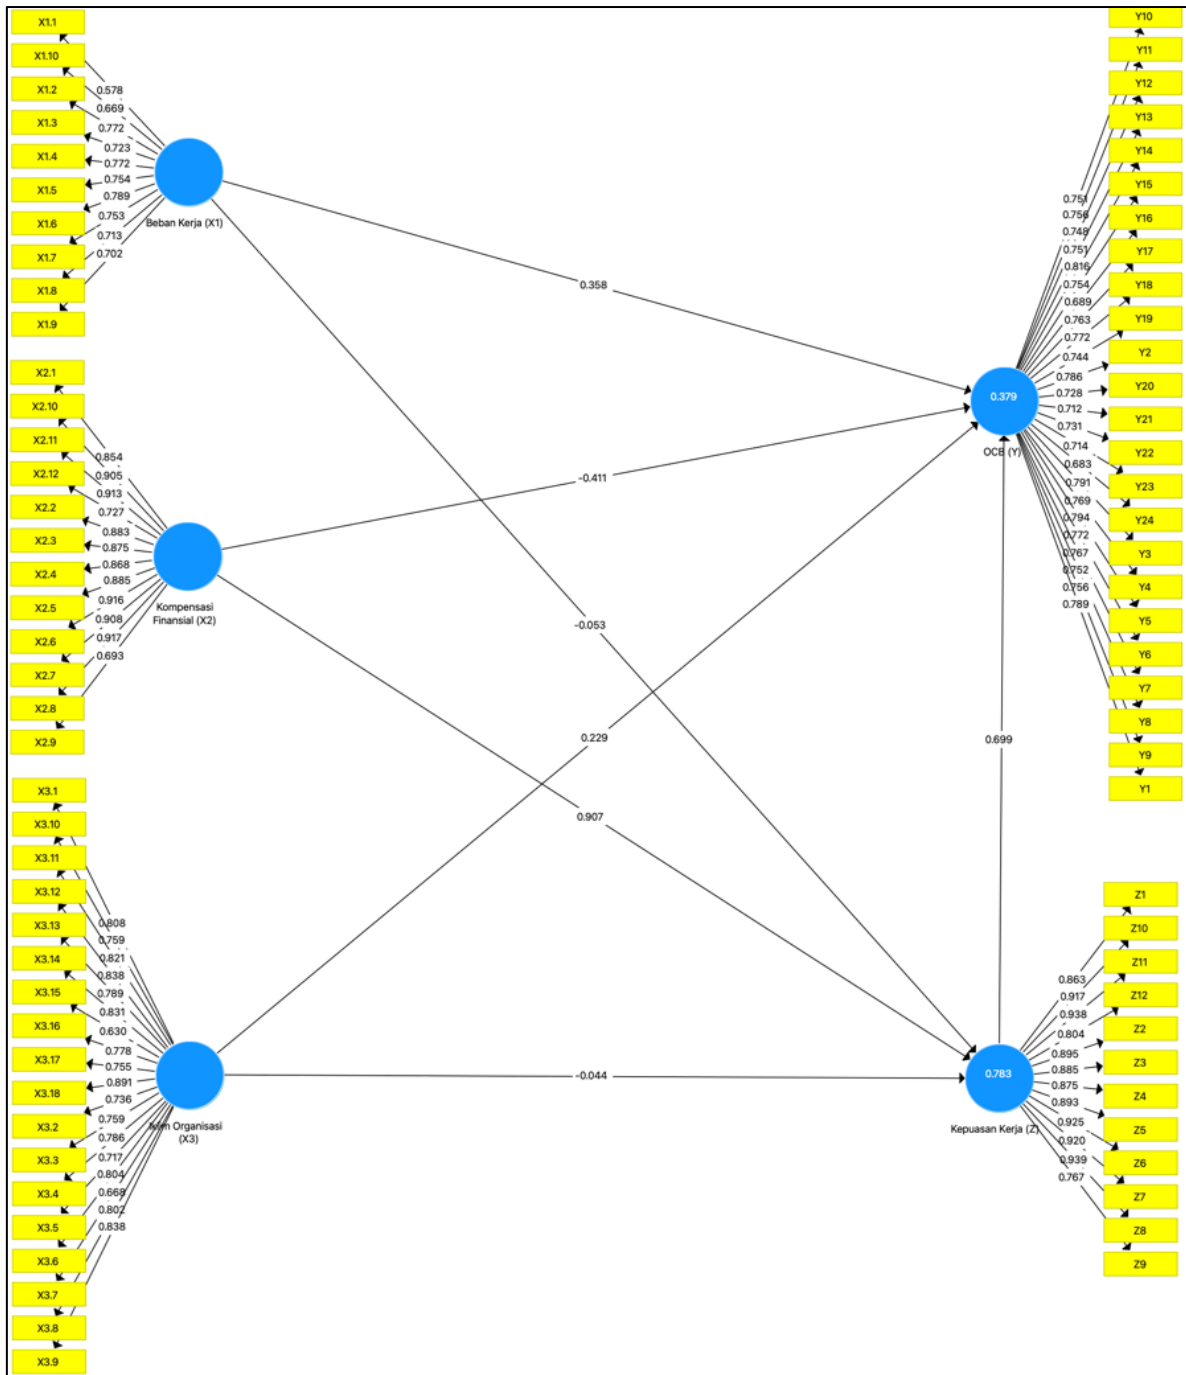 X1.1
X1.10
X1.2
X1.3
X1.4
X1.5
X1.6
X1.7
X1.8
X1.9
0.578
0.669
0.772
0.723
0.772
0.754
0.789
0.753
0.713
0.702
Beban Kerja (X1)
X2.1
X2.10
X2.11
X2.12
X2.2
X2.3
X2.4
X2.5
X2.6
X2.7
X2.8
X2.9
0.854
0.905
0.913
0.727
0.883
0.875
0.868
0.885
0.916
0.908
0.917
0.693
Kompensasi
Finansial (X2)
X3.1
X3.10
X3.11
X3.12
X3.13
X3.14
X3.15
X3.16
X3.17
X3.18
X3.2
X3.3
X3.4
X3.5
X3.6
X3.7
X3.8
X3.9
0.808
0.759
0.821
0.838
0.789
0.831
0.630
0.778
0.755
0.891
0.736
0.759
0.786
0.717
0.804
0.668
0.802
0.838
Organisasi
(X3)
0.358
-0.411
-0.053
0.229
0.907
-0.044
0.699
0.379
OCB (Y)
0.751
0.756
0.748
0.751
0.816
0.754
0.689
0.763
0.772
0.744
0.786
0.728
0.712
0.731
0.714
0.683
0.791
0.769
0.794
0.772
0.767
0.752
0.756
0.789
Y10
Y11
Y12
Y13
Y14
Y15
Y16
Y17
Y18
Y19
Y2
Y20
Y21
Y22
Y23
Y24
Y3
Y4
Y5
Y6
Y7
Y8
Y9
Y1
0.783
Kepuasan Kerja (Z)
0.863
0.917
0.938
0.804
0.895
0.885
0.875
0.893
0.925
0.920
0.939
0.767
Z1
Z10
Z11
Z12
Z2
Z3
Z4
Z5
Z6
Z7
Z8
Z9